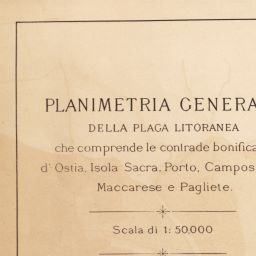 PLANIMETRIA GENERA
DELLA PLAGA LITORANEA
che comprende le contrade bonifica
d' Ostia, Isola Sacra, Porto, Campos
Maccarese e Pagliete.
Scala di 1: 50,000